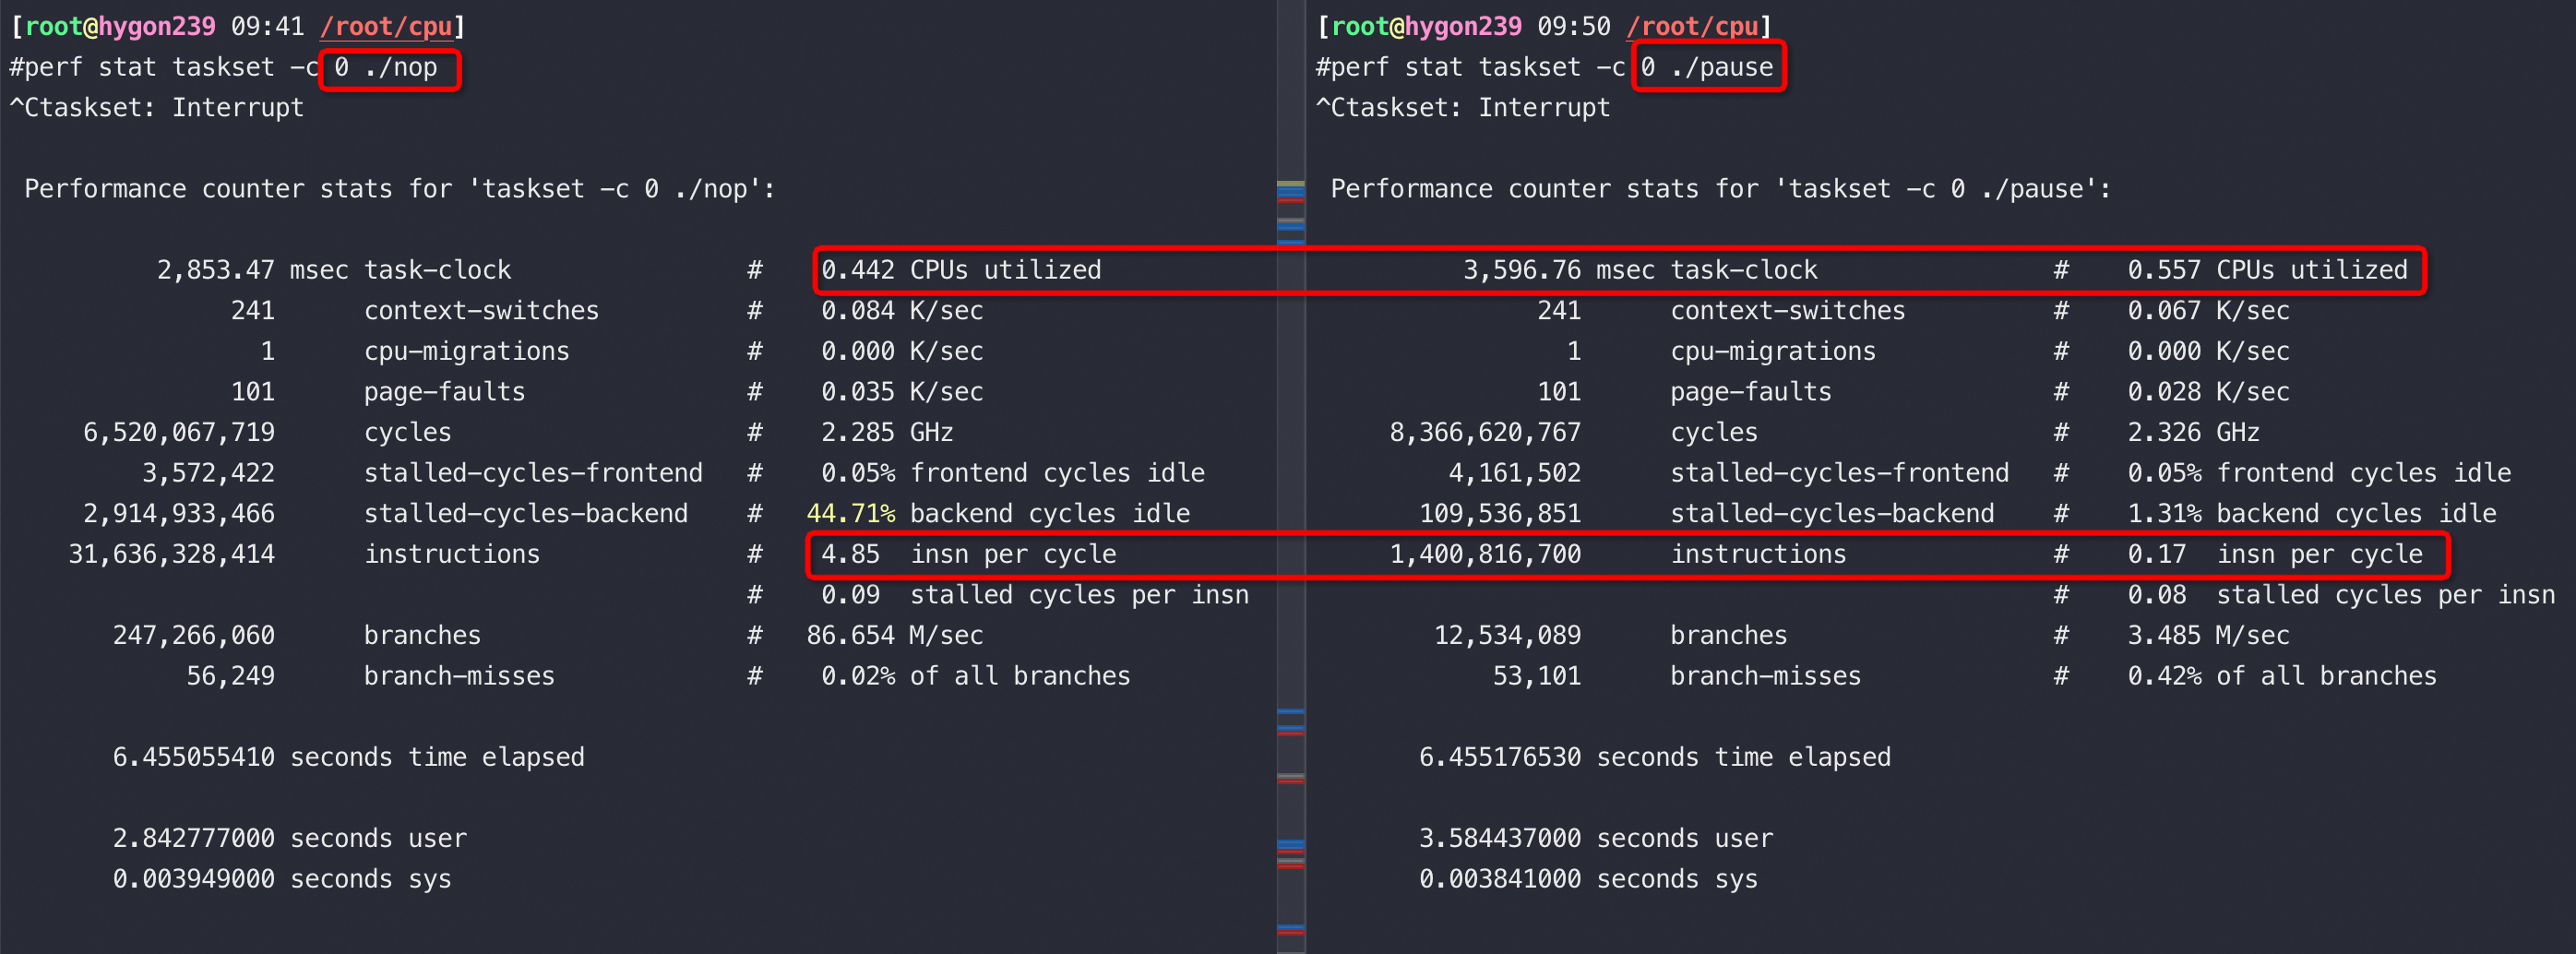 [root@hygon239 09:41 /root/cpu]
#perf stat taskset -c 0 ./nop
^Ctaskset: Interrupt
Performance counter stats for 'taskset -c 0 ./nop':
2,853.47 msec task-clock # 0.442 CPUs utilized
241 context-switches # 0.084 K/sec
1 cpu-migrations # 0.000 K/sec
101 page-faults # 0.035 K/sec
6,520,067,719 cycles # 2.285 GHz
3,572,422 stalled-cycles-frontend # 0.05% frontend cycles idle
2,914,933,466 stalled-cycles-backend # 44.71% backend cycles idle
31,636,328,414 instructions # 4.85 insn per cycle
# 0.09 stalled cycles per insn
247,266,060 branches # 86.654 M/sec
56,249 branch-misses # 0.02% of all branches
6.455055410 seconds time elapsed
2.842777000 seconds user
0.003949000 seconds sys
[root@hygon239 09:50 /root/cpu]
#perf stat taskset -c 0 ./pause
^Ctaskset: Interrupt
Performance counter stats for 'taskset -c 0 ./pause':
3,596.76 msec task-clock # 0.557 CPUs utilized
241 context-switches # 0.067 K/sec
1 cpu-migrations # 0.000 K/sec
101 page-faults # 0.028 K/sec
8,366,620,767 cycles # 2.326 GHz
4,161,502 stalled-cycles-frontend # 0.05% frontend cycles idle
109,536,851 stalled-cycles-backend # 1.31% backend cycles idle
1,400,816,700 instructions # 0.17 insn per cycle
# 0.08 stalled cycles per insn
12,534,089 branches # 3.485 M/sec
53,101 branch-misses # 0.42% of all branches
6.455176530 seconds time elapsed
3.584437000 seconds user
0.003841000 seconds sys